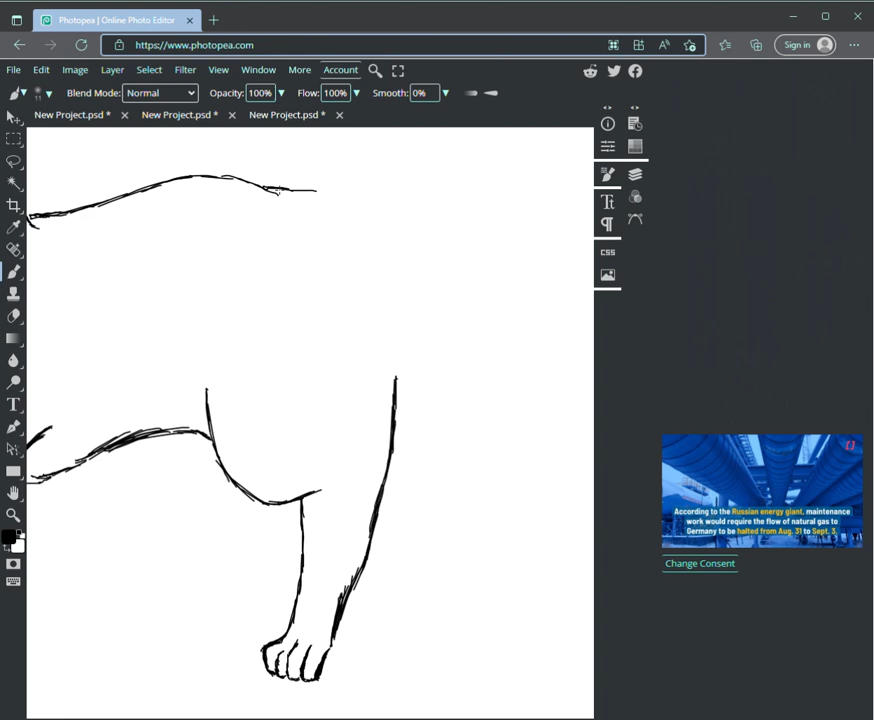 Photopea | Online Photo Editor
https://www.photopea.com
Sign in
File Edit Image Layer Select Filter View Window More Account
Blend Mode: Normal Opacity: 100% Flow: 100% Smooth: 0%
New Project.psd * New Project.psd * New Project.psd *
CSS
According to the Russian energy giant, maintenance
work would require the flow of natural gas to
Germany to be halted from Aug. 31 to Sept. 3.
Change Consent